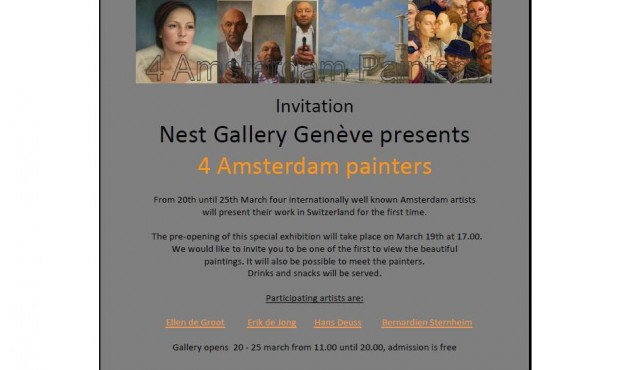 4 Amsterdam Painters
Invitation
Nest Gallery Genève presents
4 Amsterdam painters
From 20th until 25th March four internationally well known Amsterdam artists
will present their work in Switzerland for the first time.
The pre-opening of this special exhibition will take place on March 19th at 17.00.
We would like to invite you to be one of the first to view the beautiful
paintings. It will also be possible to meet the painters.
Drinks and snacks will be served.
Participating artists are:
Ellen de Groot Erik de Jong Hans Deuss Bernardien Sternheim
Gallery opens 20 - 25 march from 11.00 until 20.00, admission is free